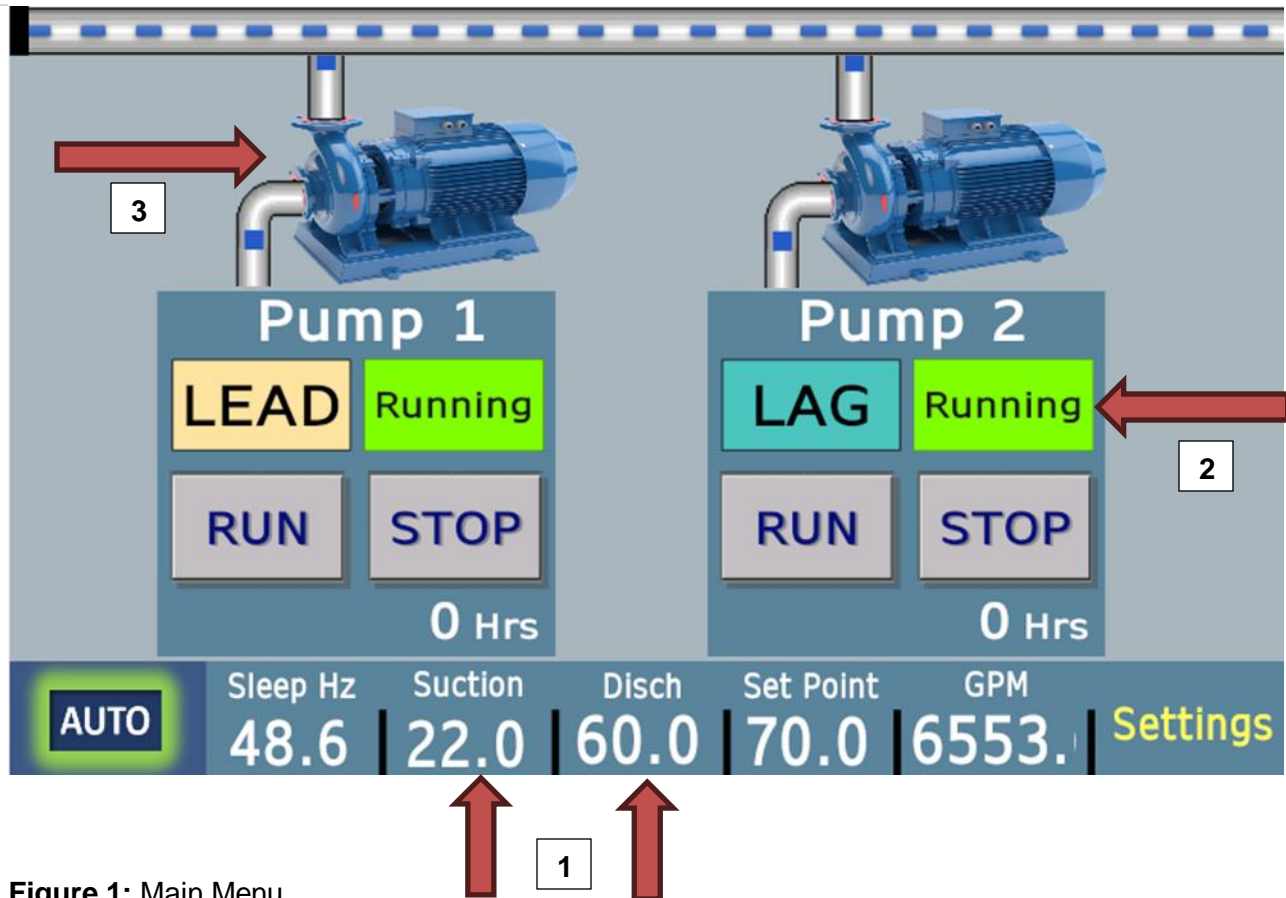 3
Pump 1
Pump 2
LEAD Running
LAG Running
2
RUN STOP
RUN STOP
0 Hrs
0 Hrs
AUTO
Sleep Hz Suction Disch Set Point GPM
48.6 22.0 60.0 70.0 6553.
Settings
1
Figure 1: Main Menu